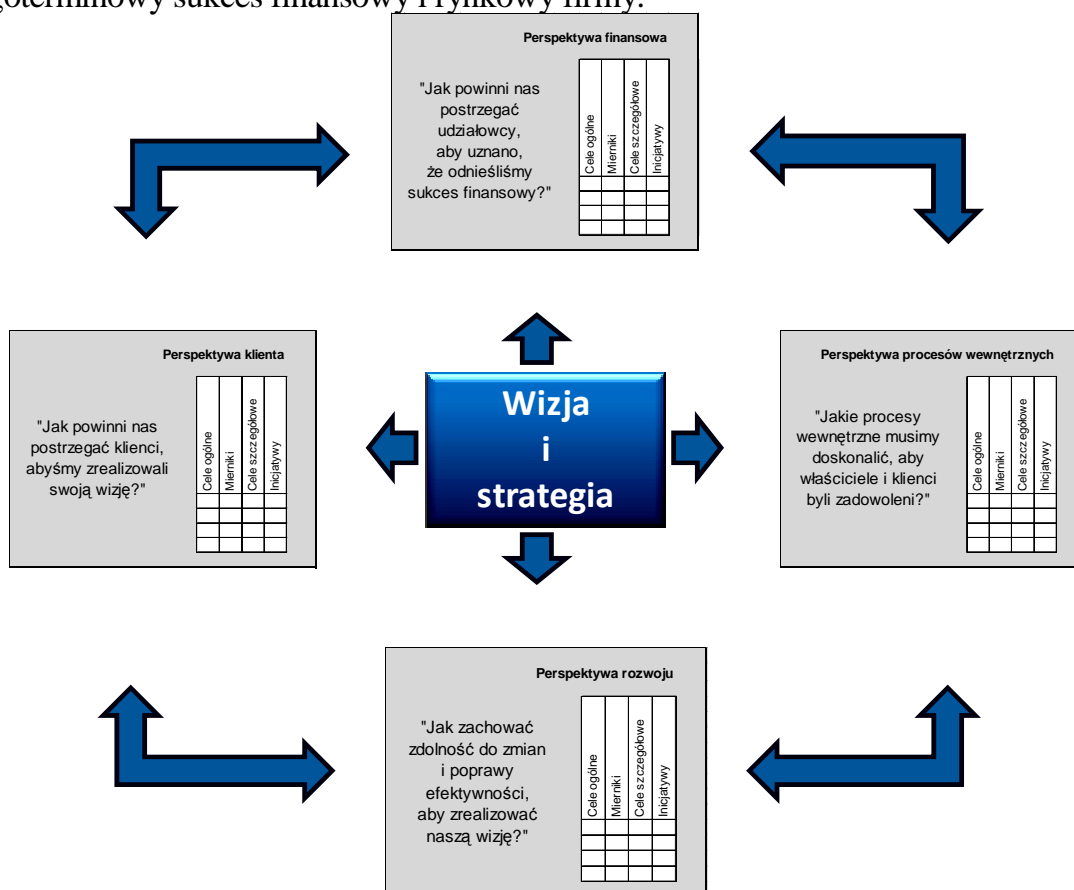 goterminowy sukces finansowy i rynkowy firmy.
Perspektywa finansowa
"Jak powinni nas
postrzegać
udziałowcy,
aby uznano,
że odnieśliśmy
sukces finansowy?"
Cele ogólne
Mierniki
Cele szczegółowe
Inicjatywy
Perspektywa klienta
"Jak powinni nas
postrzegać klienci,
abyśmy zrealizowali
swoją wizję?"
Cele ogólne
Mierniki
Cele szczegółowe
Inicjatywy
Wizja
i
strategia
Perspektywa procesów wewnętrznych
"Jakie procesy
wewnętrzne musimy
doskonalić, aby
właściciele i klienci
byli zadowoleni?"
Cele ogólne
Mierniki
Cele szczegółowe
Inicjatywy
Perspektywa rozwoju
"Jak zachować
zdolność do zmian
i poprawy
efektywności,
aby zrealizować
naszą wizję?"
Cele ogólne
Mierniki
Cele szczegółowe
Inicjatywy